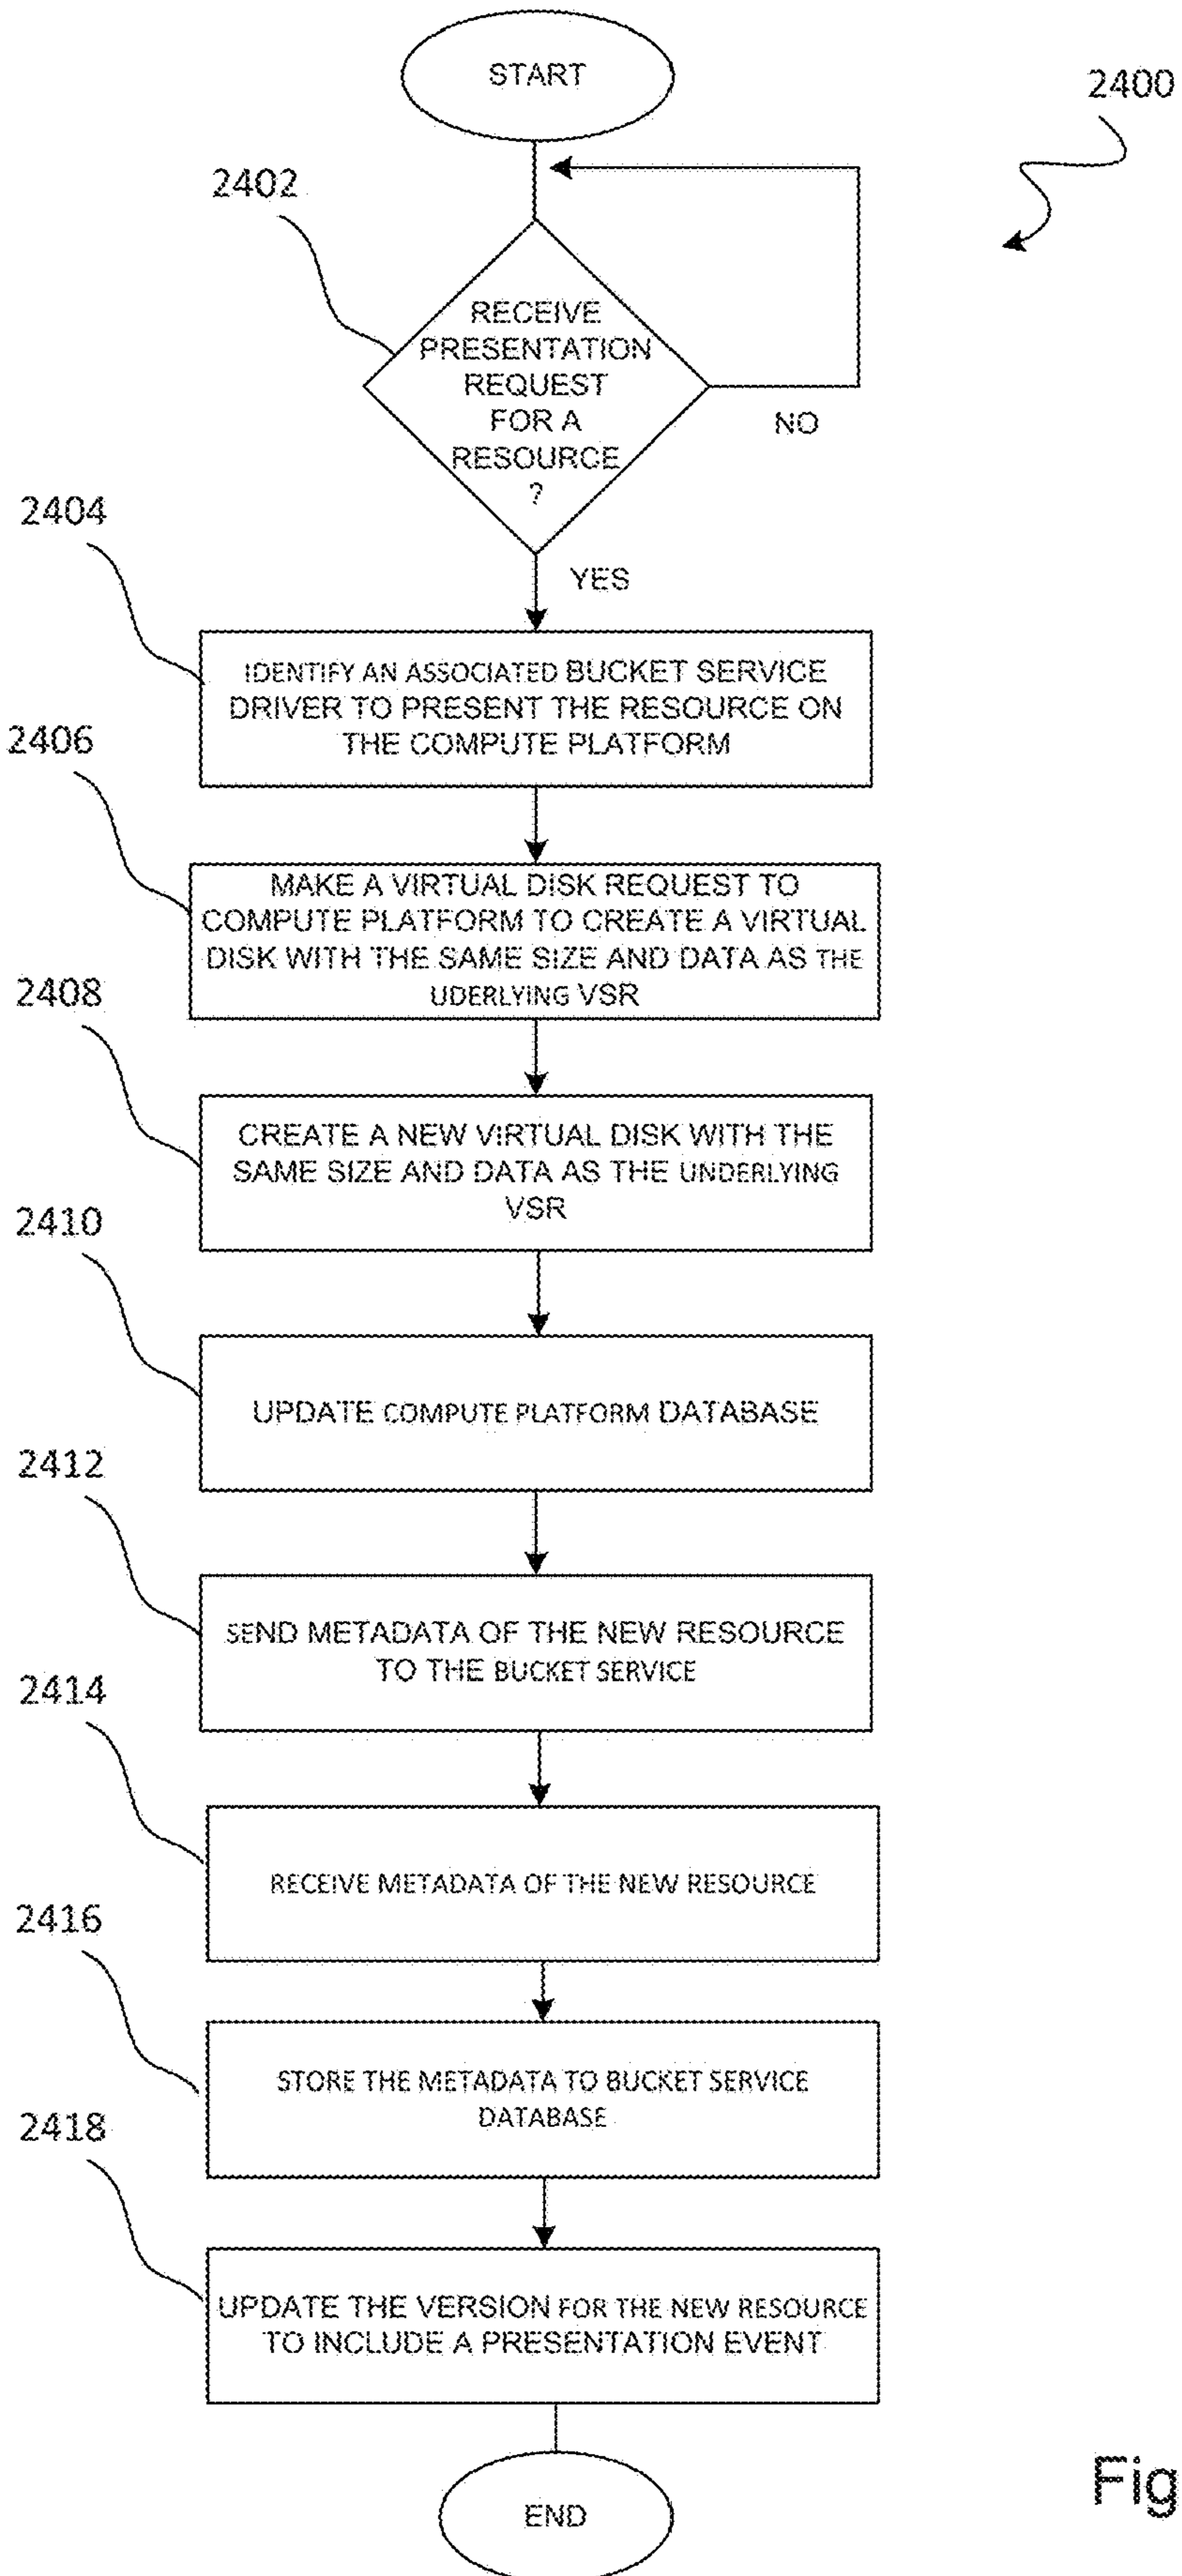 START
2400
2402
RECEIVE
PRESENTATION
REQUEST
FOR A
RESOURCE
?
NO
2404
YES
IDENTIFY AN ASSOCIATED BUCKET SERVICE
DRIVER TO PRESENT THE RESOURCE ON
THE COMPUTE PLATFORM
2406
MAKE A VIRTUAL DISK REQUEST TO
COMPUTE PLATFORM TO CREATE A VIRTUAL
DISK WITH THE SAME SIZE AND DATA AS THE
UDERLYING VSR
2408
CREATE A NEW VIRTUAL DISK WITH THE
SAME SIZE AND DATA AS THE UNDERLYING
VSR
2410
UPDATE COMPUTE PLATFORM DATABASE
2412
SEND METADATA OF THE NEW RESOURCE
TO THE BUCKET SERVICE
2414
RECEIVE METADATA OF THE NEW RESOURCE
2416
STORE THE METADATA TO BUCKET SERVICE
DATABASE
2418
UPDATE THE VERSION FOR THE NEW RESOURCE
TO INCLUDE A PRESENTATION EVENT
END
Fig